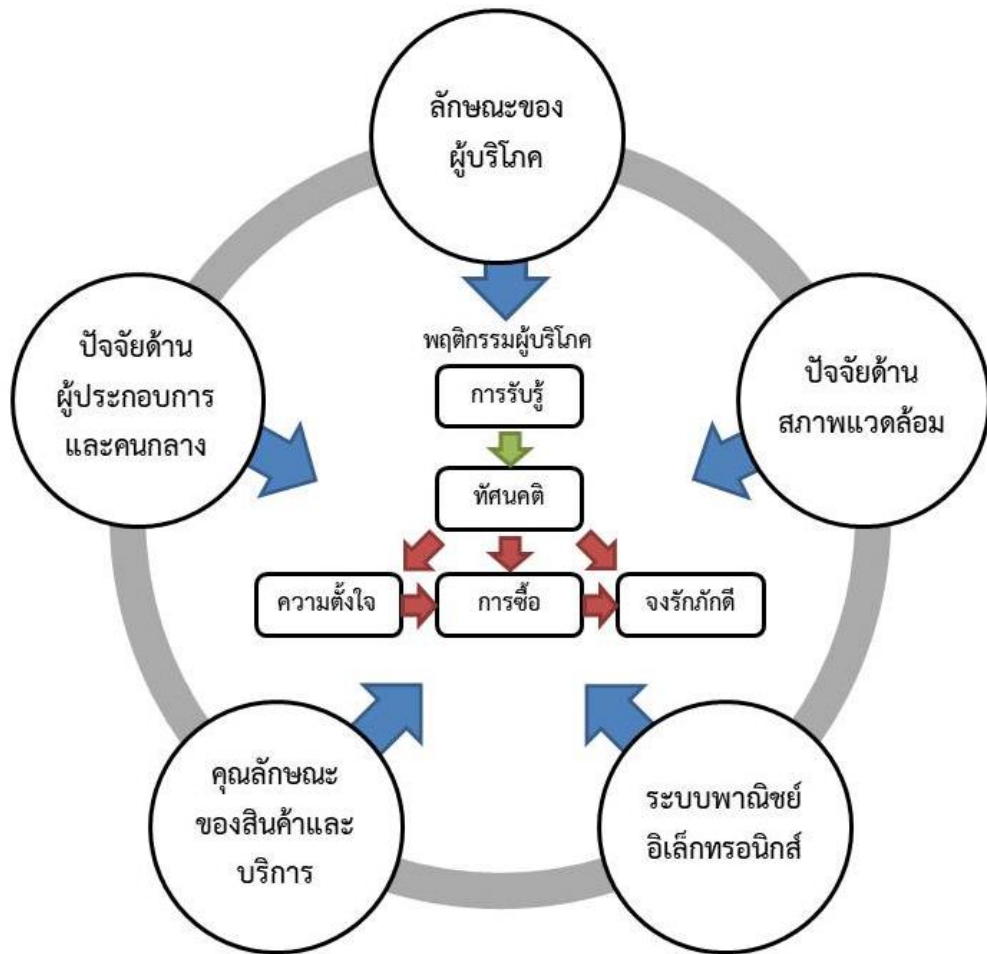 ลักษณะของ
ผู้บริโภค
ปัจจัยด้าน
ผู้ประกอบการ
และคนกลาง
พฤติกรรมผู้บริโภค
การรับรู้
ทัศนคติ
ความตั้งใจ
การซื้อ
จงรักภักดี
ปัจจัยด้าน
สภาพแวดล้อม
คุณลักษณะ
ของสินค้าและ
บริการ
ระบบพาณิชย์
อิเล็กทรอนิกส์